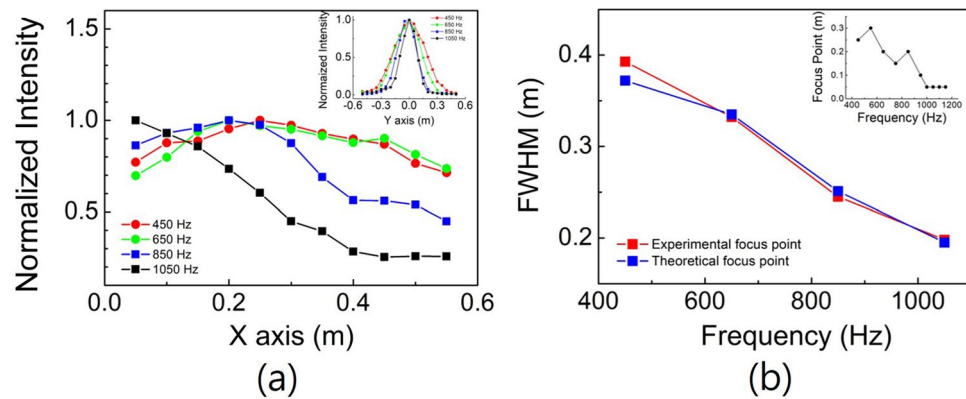 1.5
1.0
0.5
0.0
0.2
0.4
0.6
Normalized Intensity
X axis (m)
450 Hz
650 Hz
850 Hz
1050 Hz
Normaized Intensity
1.0
0.5
0.0
-0.6
-0.3
0.0
0.3
0.6
Y axis (m)
450 Hz
650 Hz
850 Hz
1050 Hz
(a)
FWHM (m)
0.4
0.3
0.2
400
600
800
1000
Frequency (Hz)
Experimental focus point
Theoretical focus point
Focus Point (m)
0.3
0.2
0.1
0.0
400 600 800 1000 1200
Frequency (Hz)
(b)